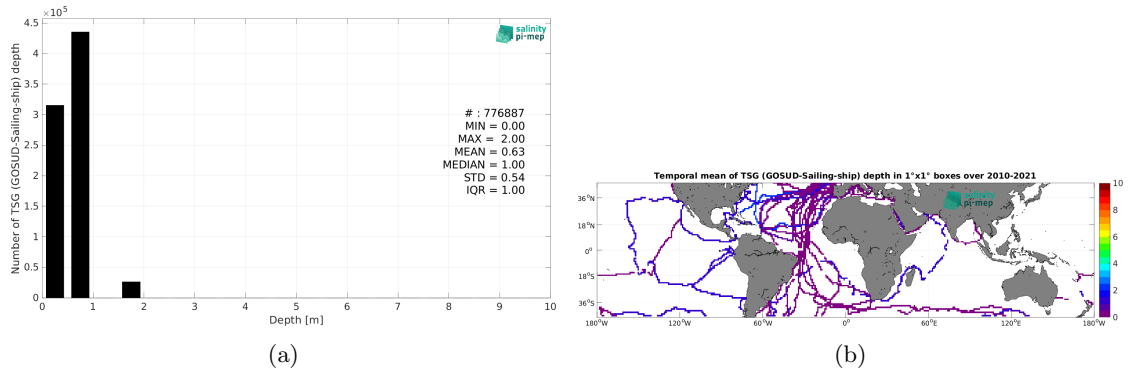 ×10^5
4.5
4
3.5
3
2.5
2
1.5
1
0.5
0
Number of TSG (GOSUD-Sailing-ship) depth
salinity
pi-mep
# : 776887
MIN = 0.00
MAX = 2.00
MEAN = 0.63
MEDIAN = 1.00
STD = 0.54
IQR = 1.00
0 1 2 3 4 5 6 7 8 9 10
Depth [m]
(a)
Temporal mean of TSG (GOSUD-Sailing-ship) depth in 1°x1° boxes over 2010-2021
salinity
pi-mep
36°N
18°N
0°
18°S
36°S
180°W 120°W 60°W 0° 60°E 120°E 180°W
10
8
6
4
2
0
(b)